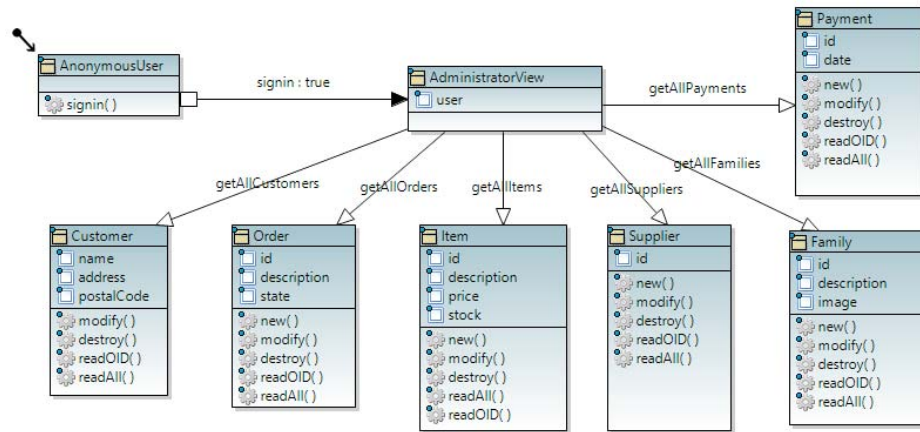 AnonymousUser
signin( )
signin : true
AdministratorView
user
getAllPayments
Payment
id
date
new( )
modify( )
destroy( )
readOID( )
readAll( )
getAllCustomers
getAllOrders
getAllItems
getAllSuppliers
getAllFamilies
Customer
name
address
postalCode
modify( )
destroy( )
readOID( )
readAll( )
Order
id
description
state
new( )
modify( )
destroy( )
readOID( )
readAll( )
Item
id
description
price
stock
new( )
modify( )
destroy( )
readAll( )
readOID( )
Supplier
id
new( )
modify( )
destroy( )
readOID( )
readAll( )
Family
id
description
image
new( )
modify( )
destroy( )
readOID( )
readAll( )